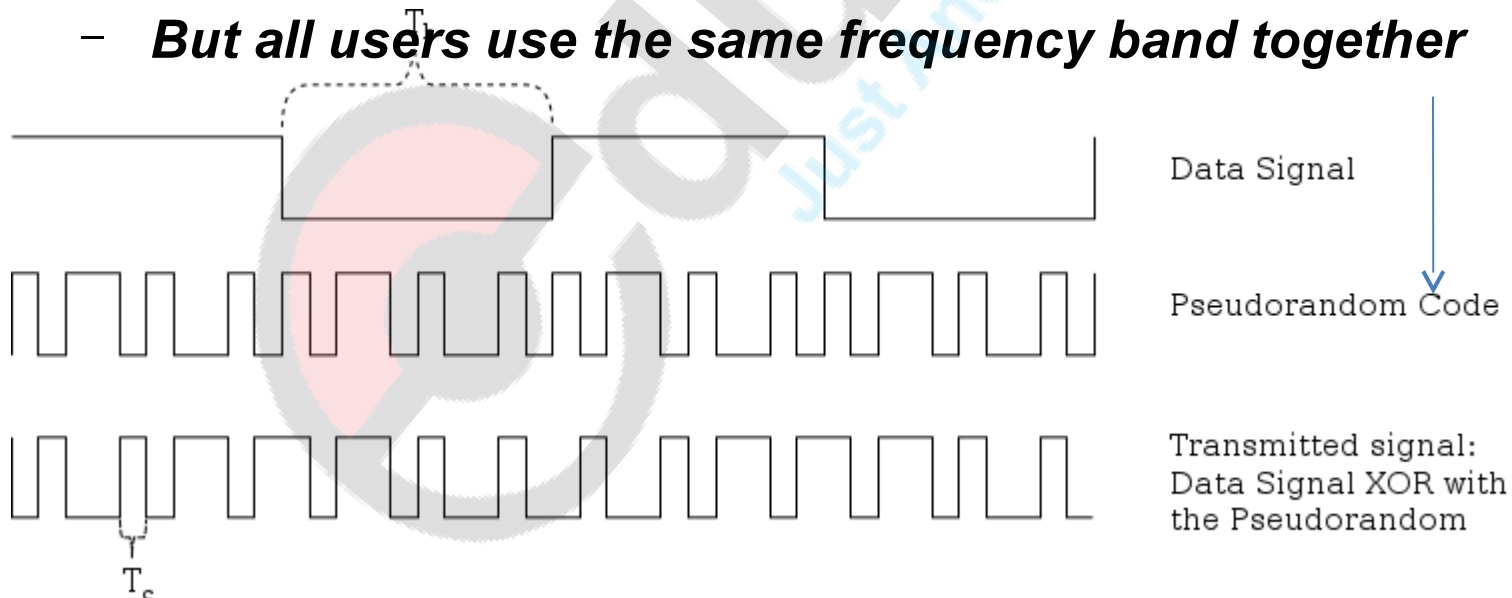 – But all users use the same frequency band together
Data Signal
Pseudorandom Code
Transmitted signal:
Data Signal XOR with
the Pseudorandom
Just